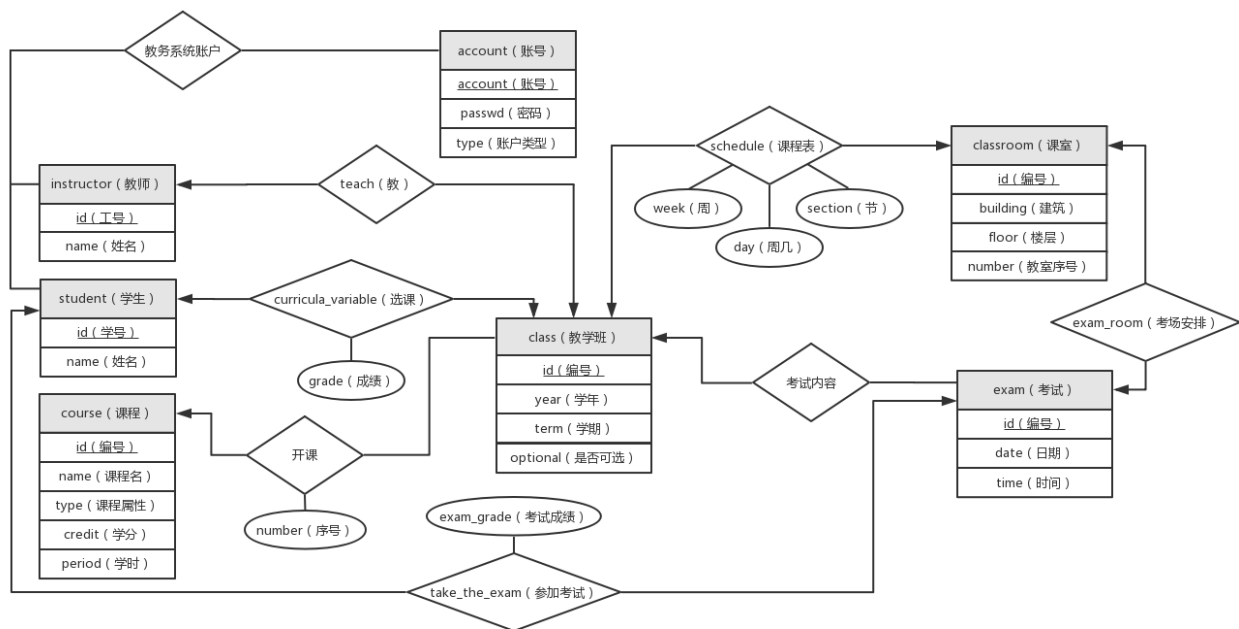 教务系统账户
account（账号）
account（账号）
passwd（密码）
type（账户类型）
instructor（教师）
id（工号）
name（姓名）
teach（教）
schedule（课程表）
week（周）
day（周几）
section（节）
classroom（课室）
id（编号）
building（建筑）
floor（楼层）
number（教室序号）
student（学生）
id（学号）
name（姓名）
curricula_variable（选课）
grade（成绩）
class（教学班）
id（编号）
year（学年）
term（学期）
optional（是否可选）
exam_room（考场安排）
考试内容
exam（考试）
id（编号）
date（日期）
time（时间）
course（课程）
id（编号）
name（课程名）
type（课程属性）
credit（学分）
period（学时）
开课
number（序号）
exam_grade（考试成绩）
take_the_exam（参加考试）